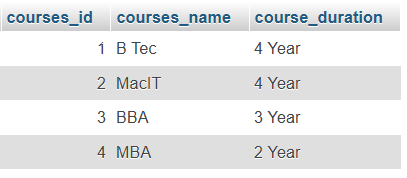 courses_id courses_name course_duration
1 B Tec 4 Year
2 MacIT 4 Year
3 BBA 3 Year
4 MBA 2 Year